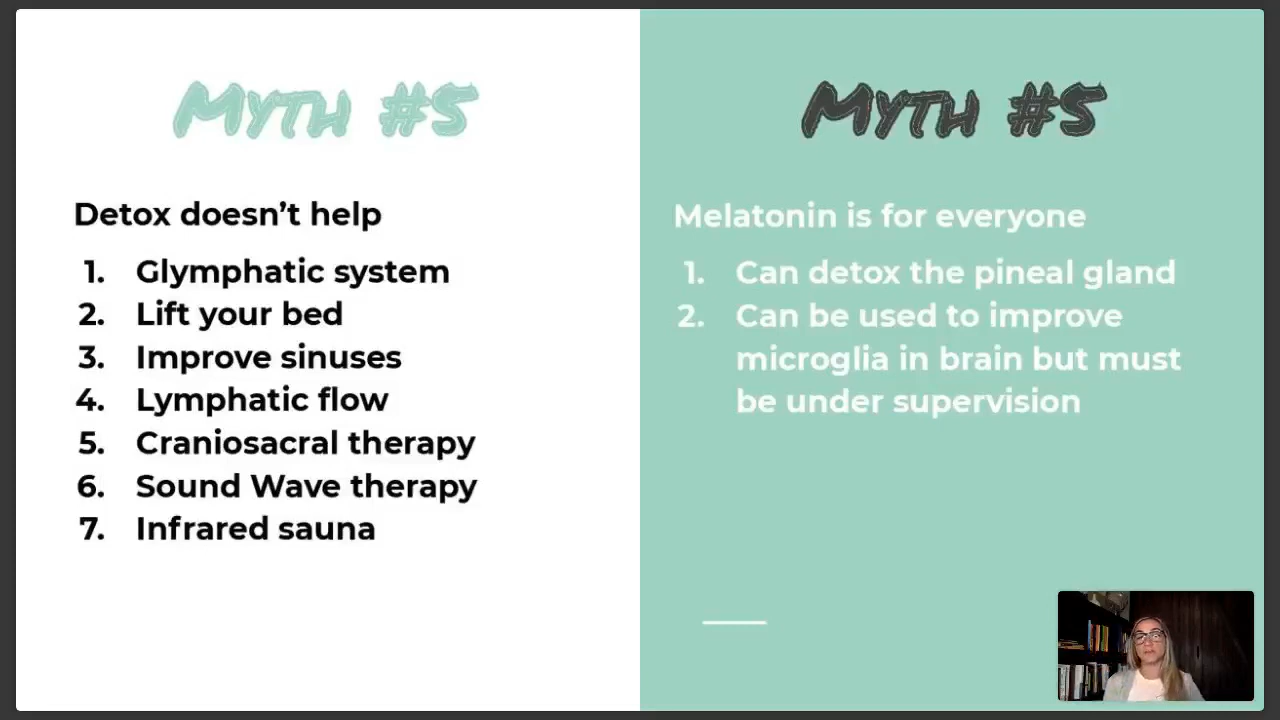 Myth #5
Detox doesn’t help
1. Glymphatic system
2. Lift your bed
3. Improve sinuses
4. Lymphatic flow
5. Craniosacral therapy
6. Sound Wave therapy
7. Infrared sauna
Myth #5
Melatonin is for everyone
1. Can detox the pineal gland
2. Can be used to improve
microglia in brain but must
be under supervision